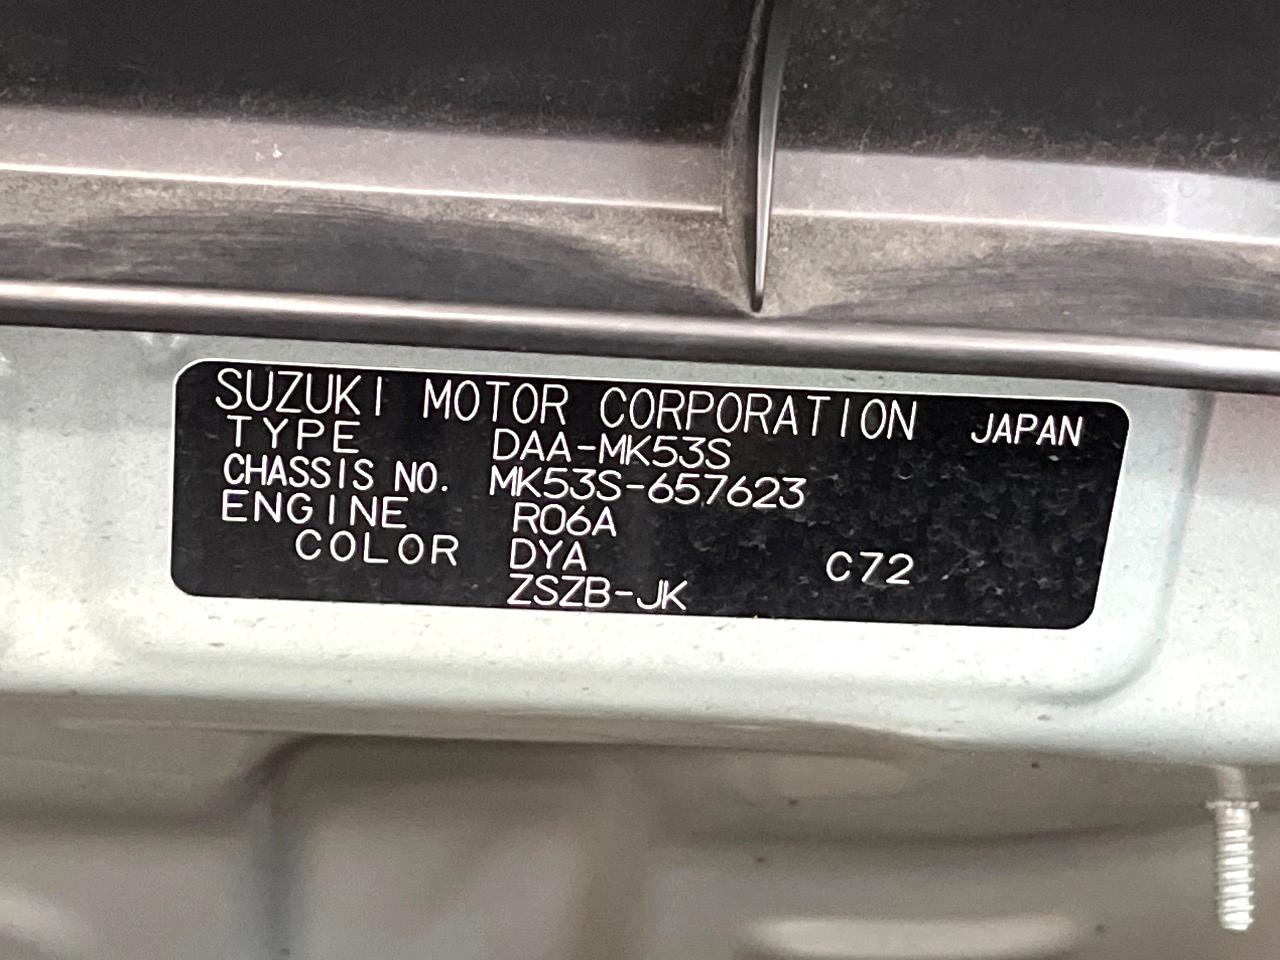 SUZUKI MOTOR CORPORATION JAPAN
TYPE DAA-MK53S
CHASSIS NO. MK53S-657623
ENGINE R06A
COLOR DYA C72
ZSZB-JK